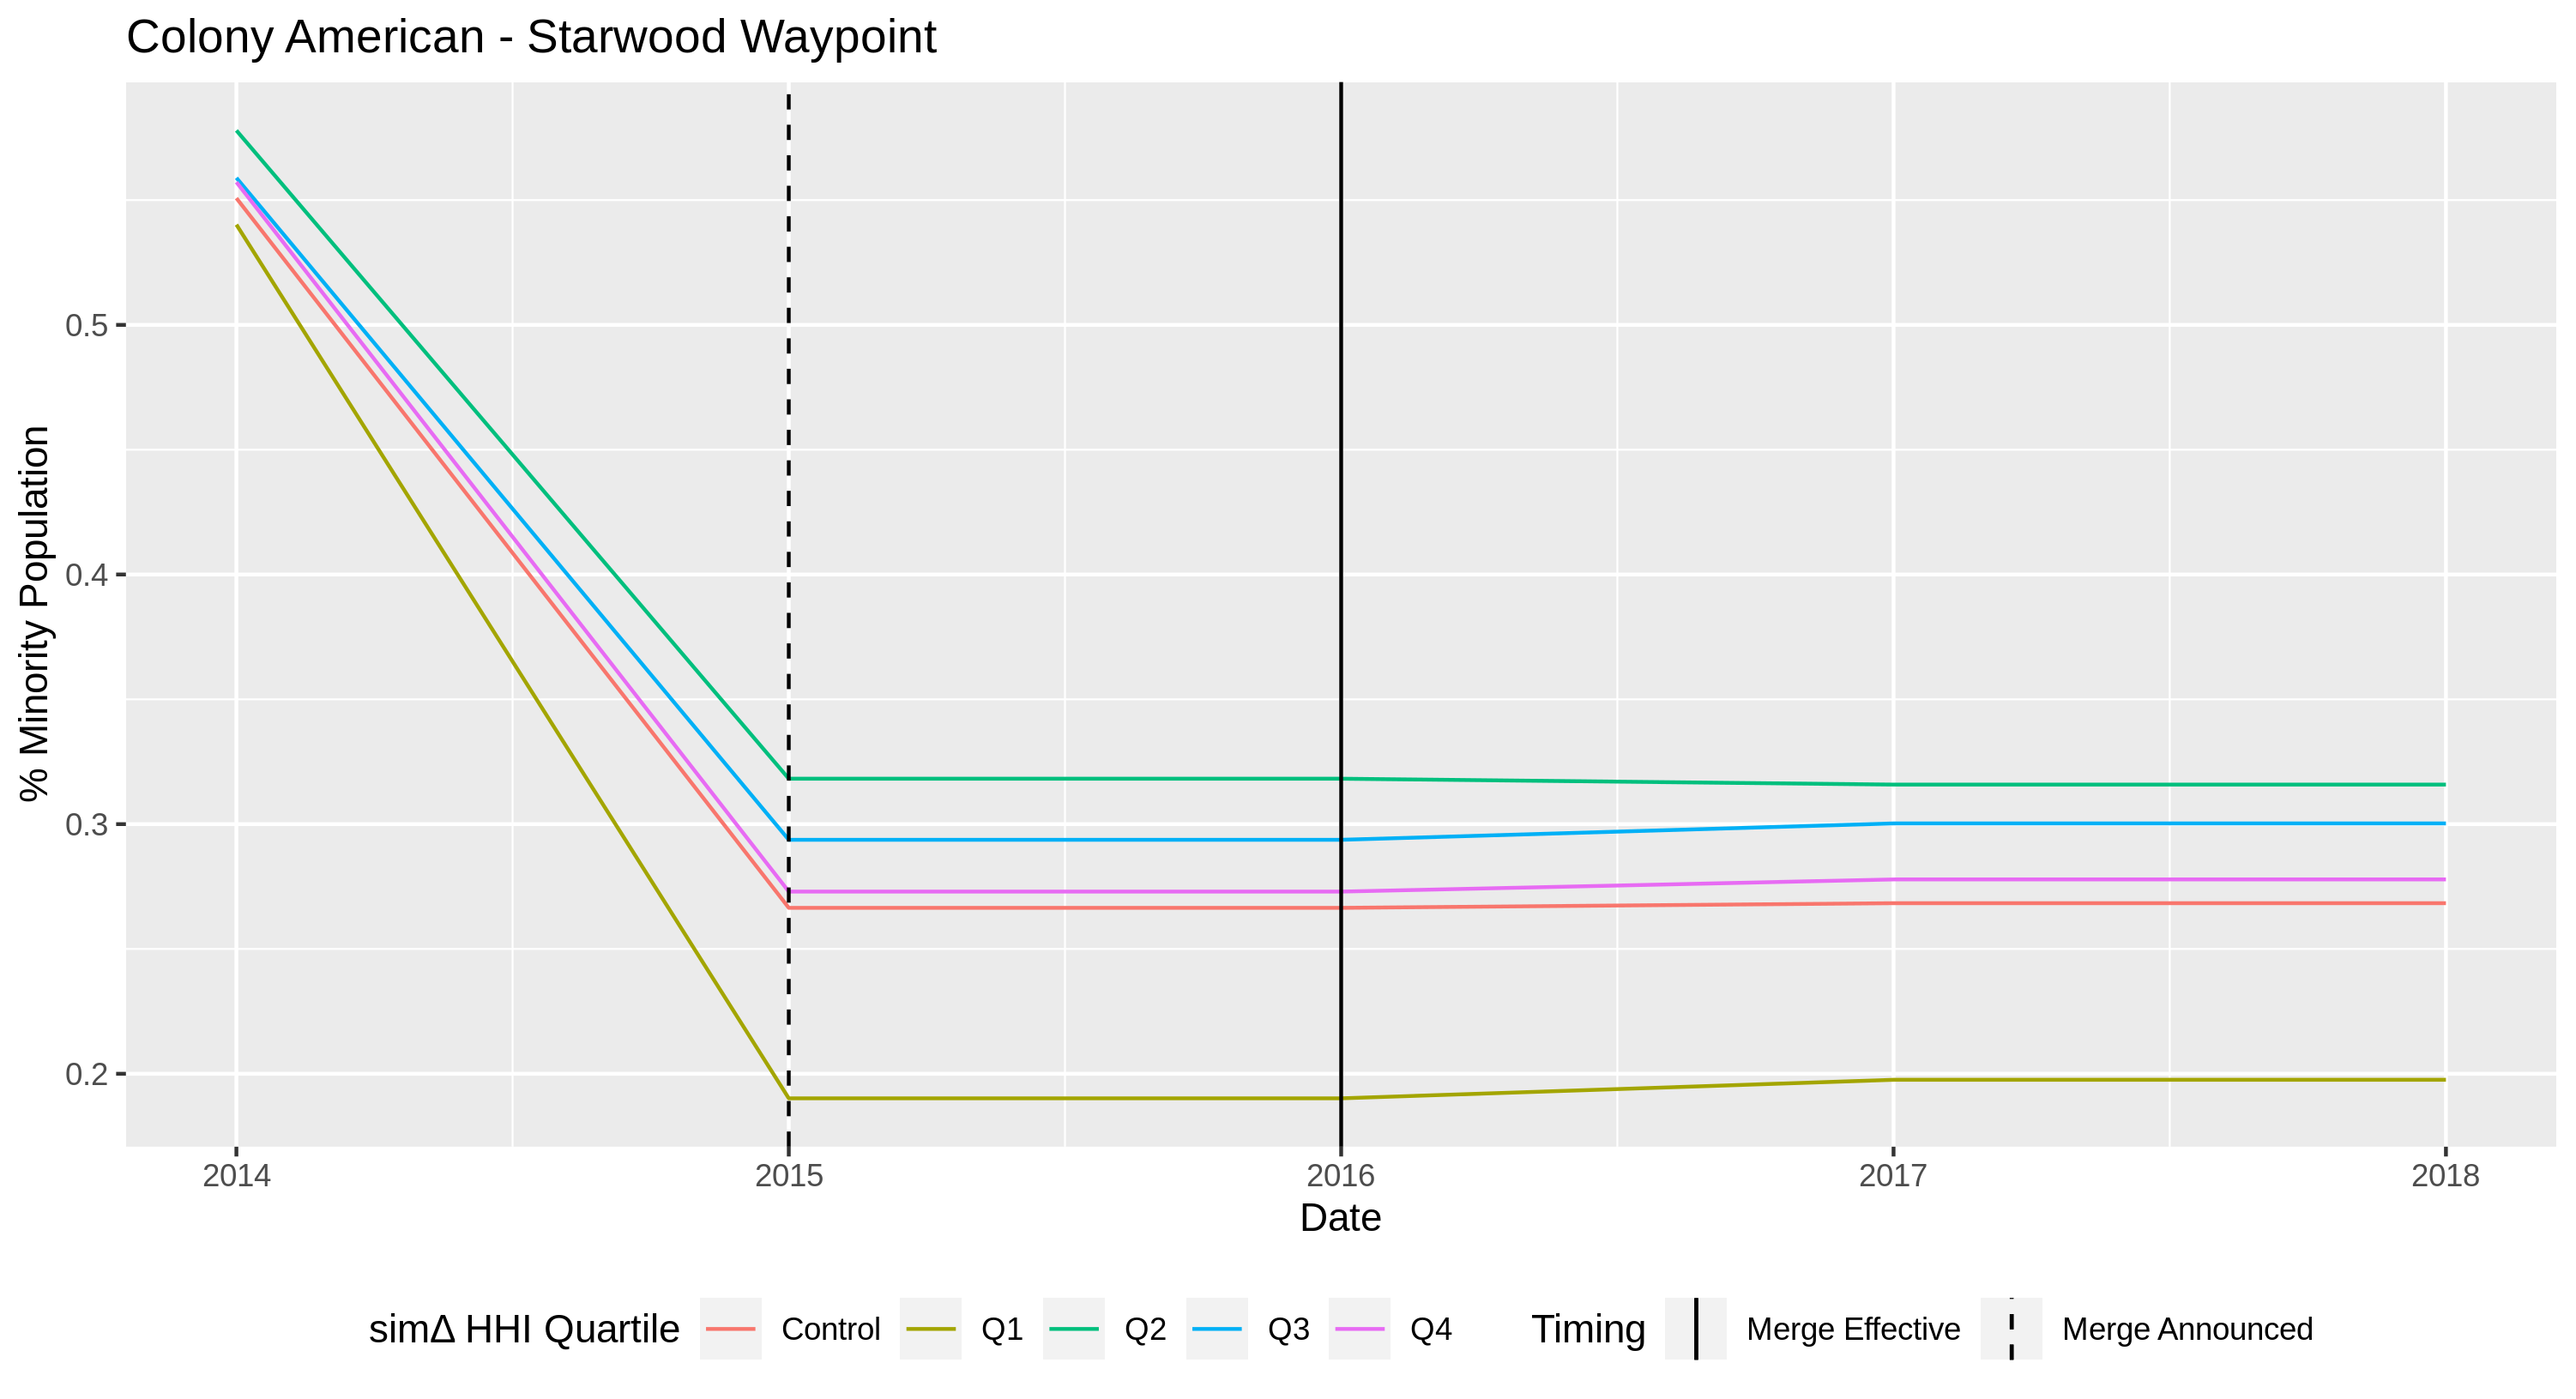 Colony American - Starwood Waypoint
% Minority Population
0.5
0.4
0.3
0.2
2014 2015 2016 2017 2018
Date
simΔ HHI Quartile Control Q1 Q2 Q3 Q4 Timing Merge Effective Merge Announced